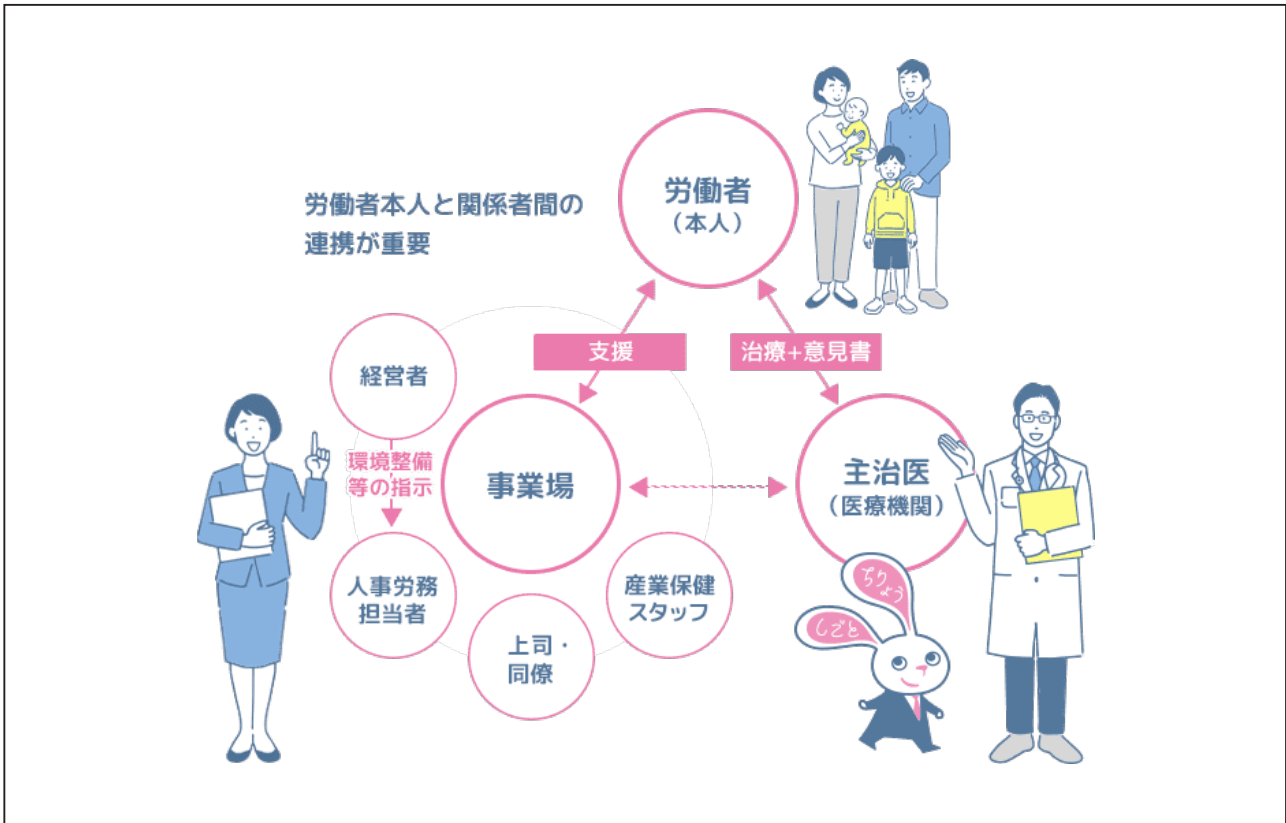 労働者本人と関係者間の
連携が重要
労働者
（本人）
支援
治療+意見書
経営者
環境整備
等の指示
事業場
主治医
（医療機関）
人事労務
担当者
上司・
同僚
産業保健
スタッフ
ちりょう
しごと